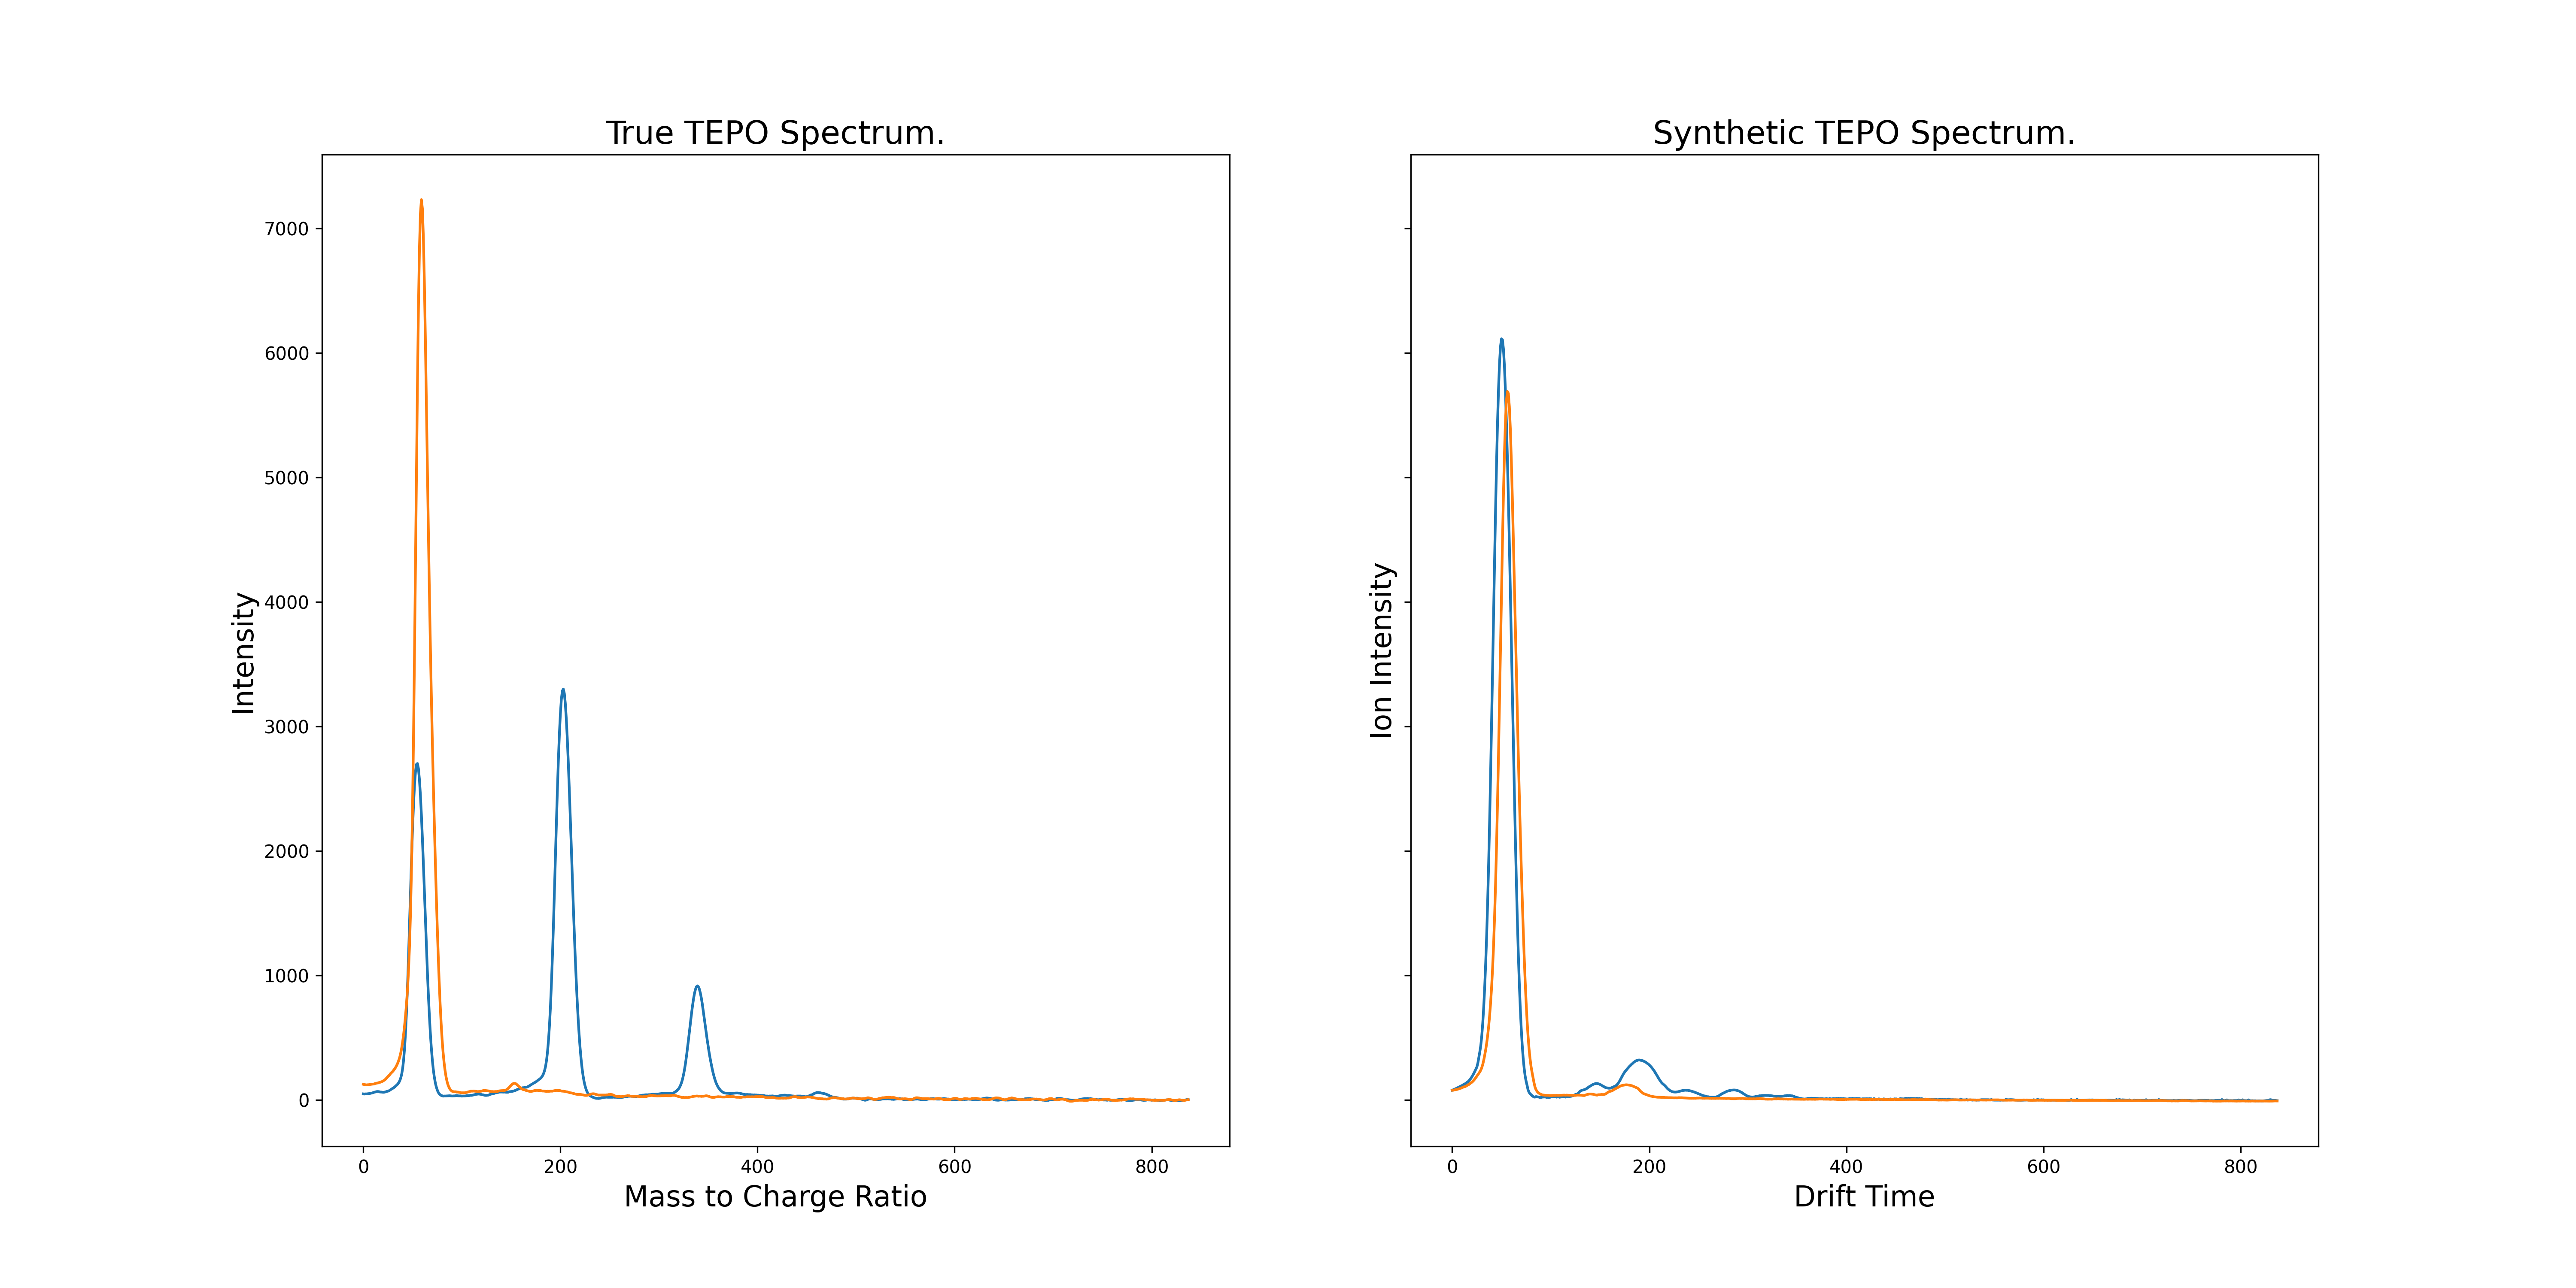 True TEPO Spectrum.
Intensity
7000
6000
5000
4000
3000
2000
1000
0
0 200 400 600 800
Mass to Charge Ratio
Synthetic TEPO Spectrum.
Ion Intensity
0 200 400 600 800
Drift Time